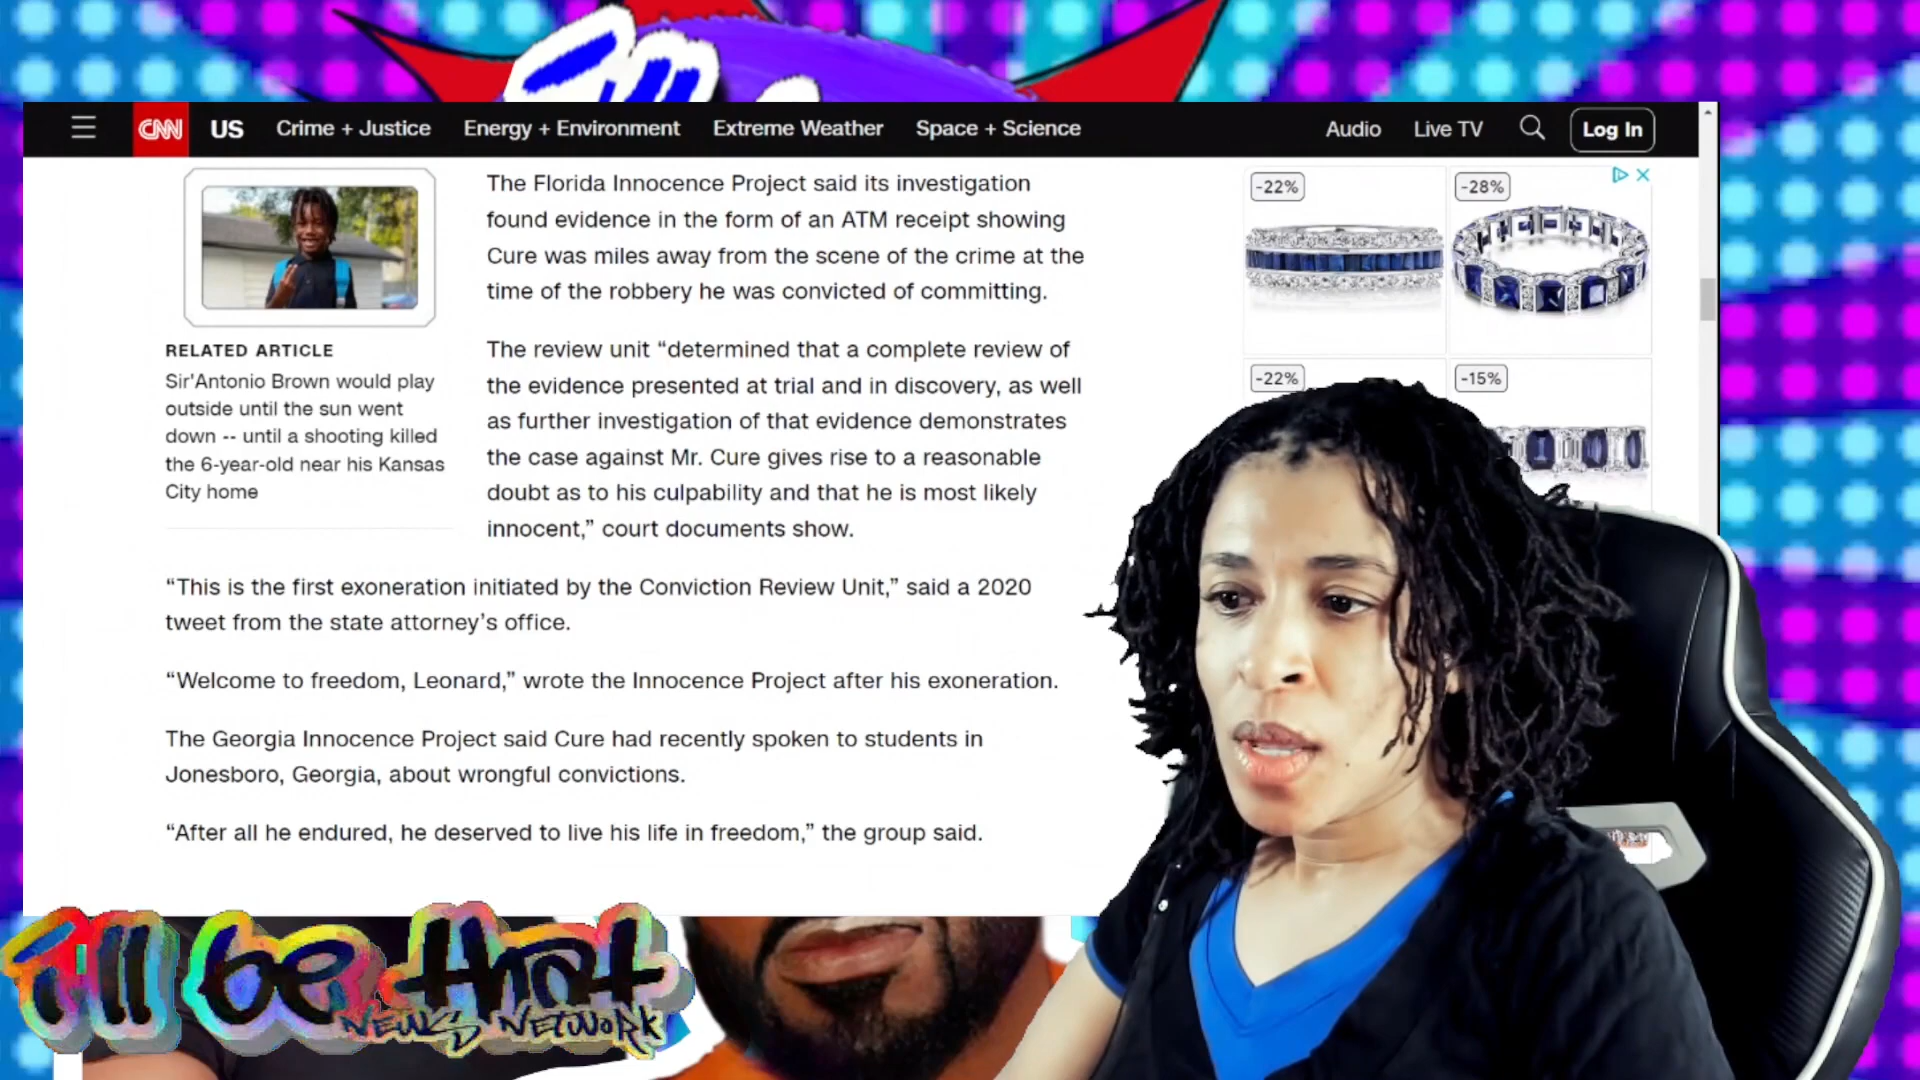 ill
CNN US Crime + Justice Energy + Environment Extreme Weather Space + Science Audio Live TV Log In
The Florida Innocence Project said its investigation
found evidence in the form of an ATM receipt showing
Cure was miles away from the scene of the crime at the
time of the robbery he was convicted of committing.
RELATED ARTICLE
Sir'Antonio Brown would play
outside until the sun went
down -- until a shooting killed
the 6-year-old near his Kansas
City home
The review unit “determined that a complete review of
the evidence presented at trial and in discovery, as well
as further investigation of that evidence demonstrates
the case against Mr. Cure gives rise to a reasonable
doubt as to his culpability and that he is most likely
innocent,” court documents show.
“This is the first exoneration initiated by the Conviction Review Unit,” said a 2020
tweet from the state attorney’s office.
“Welcome to freedom, Leonard,” wrote the Innocence Project after his exoneration.
The Georgia Innocence Project said Cure had recently spoken to students in
Jonesboro, Georgia, about wrongful convictions.
“After all he endured, he deserved to live his life in freedom,” the group said.
-22% -28%
-22% -15%
ill be that
NEWS NETWORK